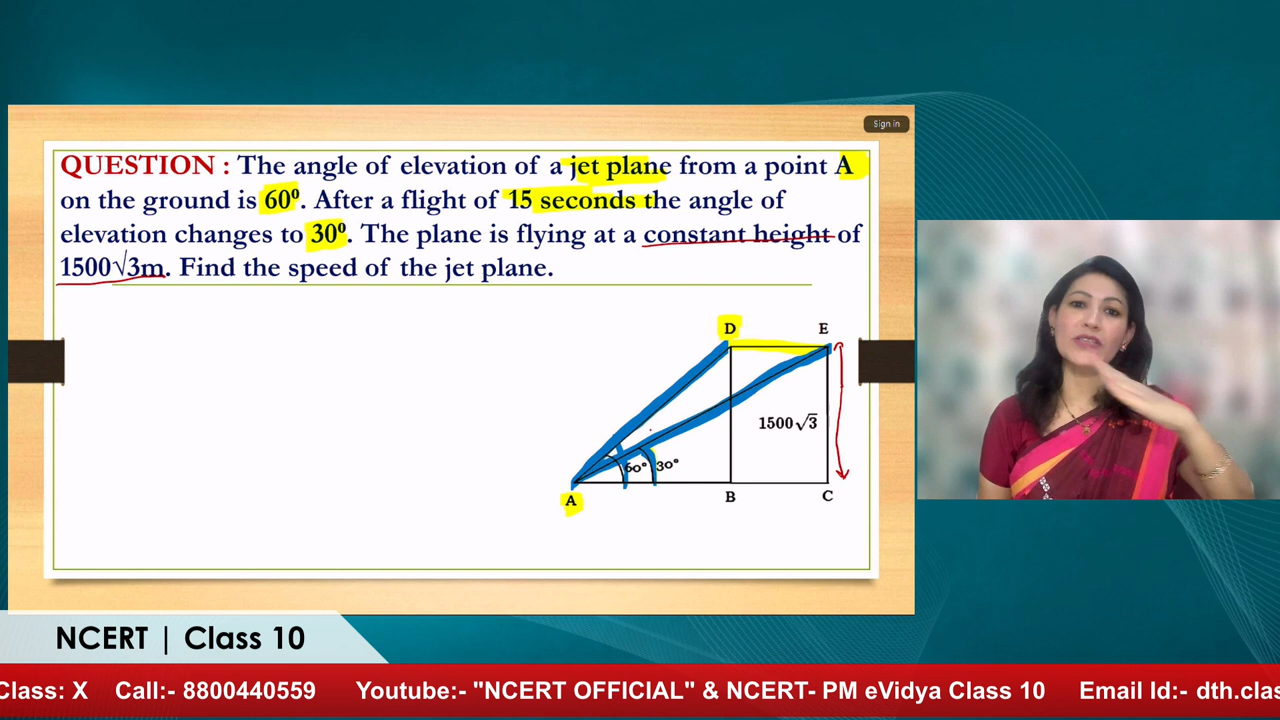 Sign in
QUESTION : The angle of elevation of a jet plane from a point A
on the ground is 60⁰. After a flight of 15 seconds the angle of
elevation changes to 30⁰. The plane is flying at a constant height of
1500√3m. Find the speed of the jet plane.
D E
1500√3
60° 30°
A B C
NCERT | Class 10
Class: X Call:- 8800440559 Youtube:- "NCERT OFFICIAL" & NCERT- PM eVidya Class 10 Email Id:- dth.clas